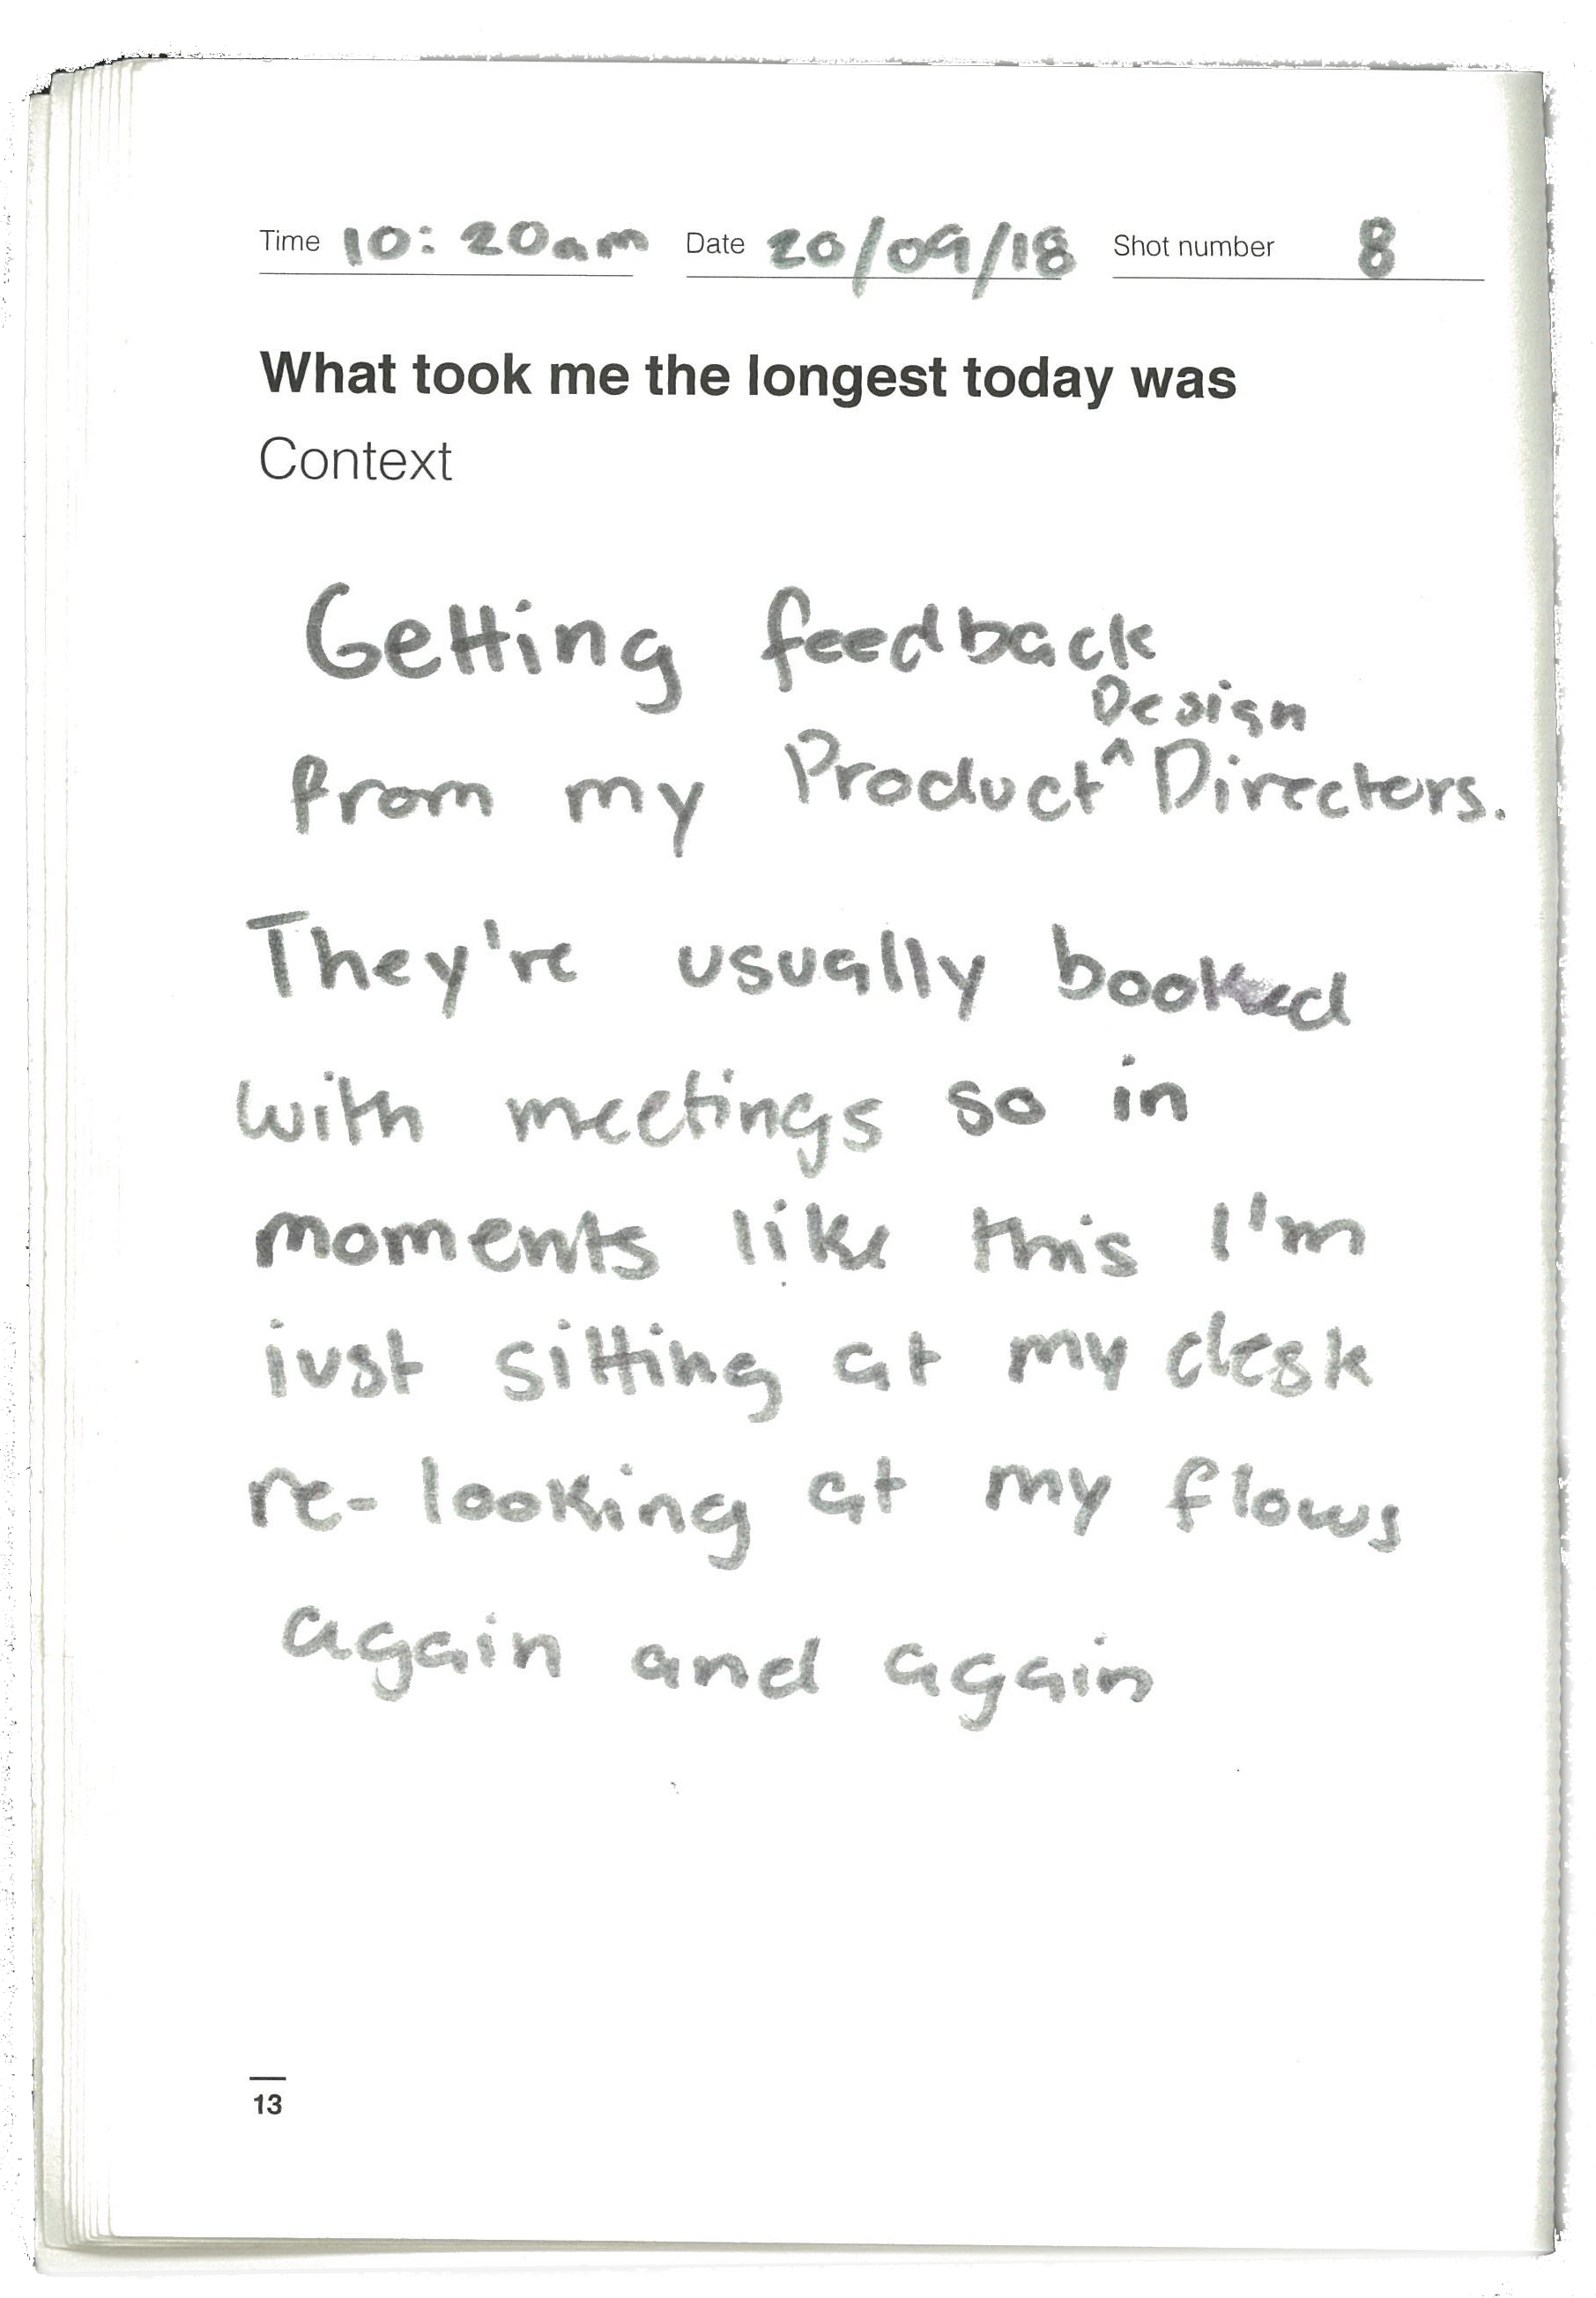 Time 10:20am Date 20/09/18 Shot number 8
What took me the longest today was
Context
Getting feedback
from my Product ^Design Directors.
They're usually booked
with meetings so in
moments like this I'm
just sitting at my desk
re-looking at my flows
again and again
13